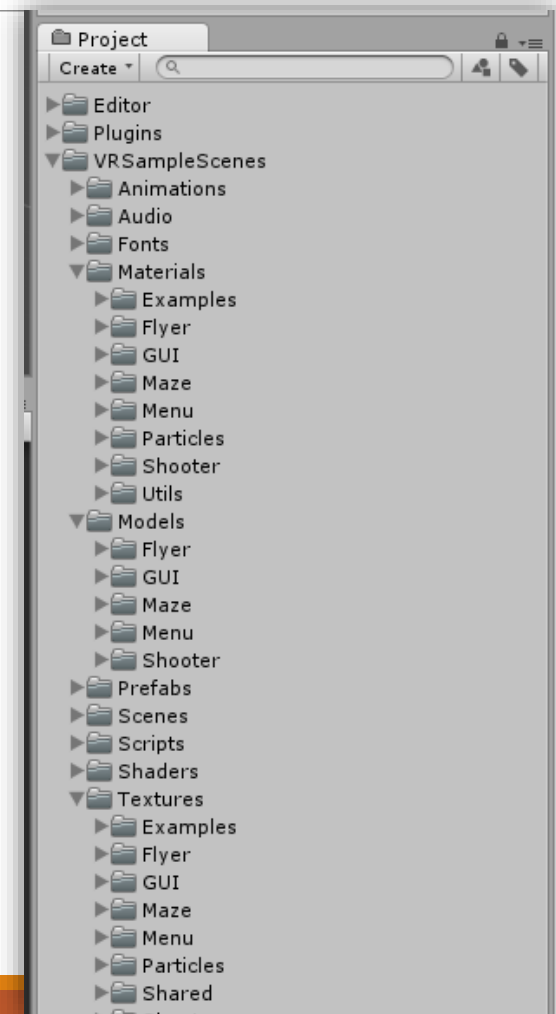 Project
Create
Editor
Plugins
VRSampleScenes
Animations
Audio
Fonts
Materials
Examples
Flyer
GUI
Maze
Menu
Particles
Shooter
Utils
Models
Flyer
GUI
Maze
Menu
Shooter
Prefabs
Scenes
Scripts
Shaders
Textures
Examples
Flyer
GUI
Maze
Menu
Particles
Shared